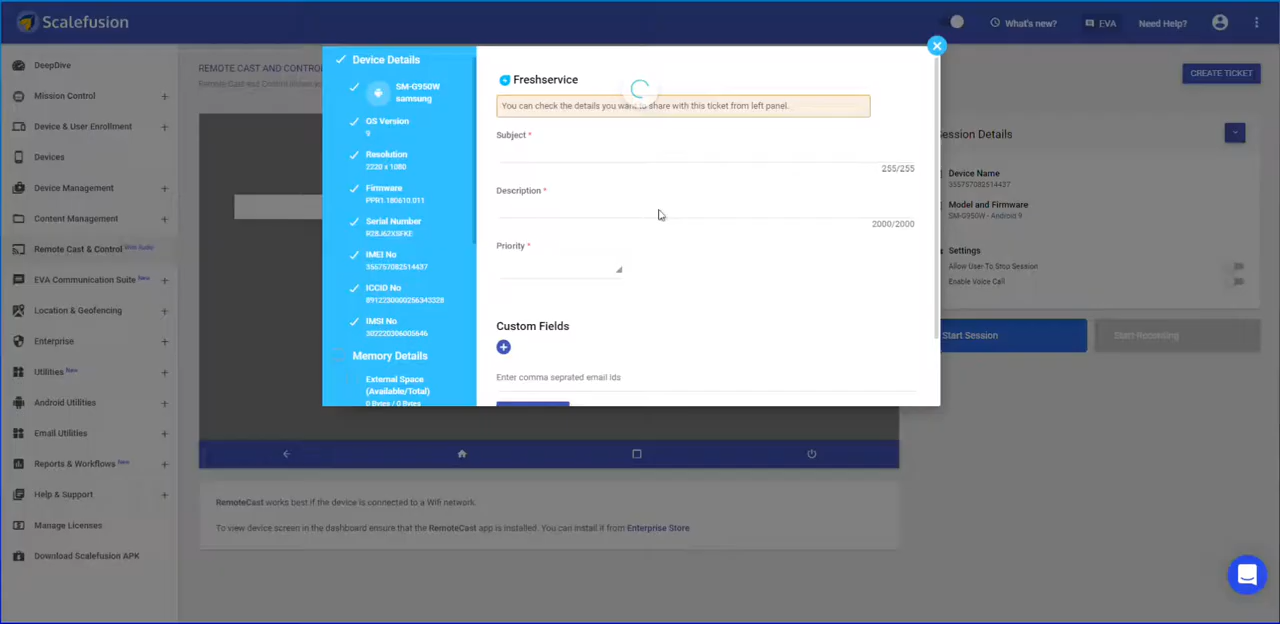 Scalefusion
What's new?
EVA
Need Help?
DeepDive
Mission Control
Device & User Enrollment
Devices
Device Management
Content Management
Remote Cast & Control
EVA Communication Suite New
Location & Geofencing
Enterprise
Utilities New
Android Utilities
Email Utilities
Reports & Workflows New
Help & Support
Manage Licenses
Download Scalefusion APK
REMOTE CAST AND CONTRO
CREATE TICKET
Device Details
SM-G950W
samsung
OS Version
9
Resolution
2220 x 1080
Firmware
PPR1.180610.011
Serial Number
R28J62XSFKE
IMEI No
355757082514437
ICCID No
8912230000256343328
IMSI No
302220306005646
Memory Details
External Space
(Available/Total)
0 Bytes / 0 Bytes
Freshservice
You can check the details you want to share with this ticket from left panel.
Subject *
255/255
Description *
2000/2000
Priority *
Custom Fields
Enter comma seprated email ids
ession Details
Device Name
355757082514437
Model and Firmware
SM-G950W - Android 9
Settings
Allow User To Stop Session
Enable Voice Call
Start Session
Start Recording
RemoteCast works best if the device is connected to a Wifi network.
To view device screen in the dashboard ensure that the RemoteCast app is installed. You can install it from Enterprise Store